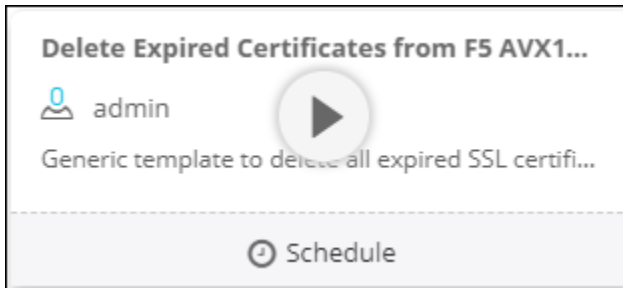 Delete Expired Certificates from F5 AVX1...
admin
Generic template to delete all expired SSL certifi...
Schedule